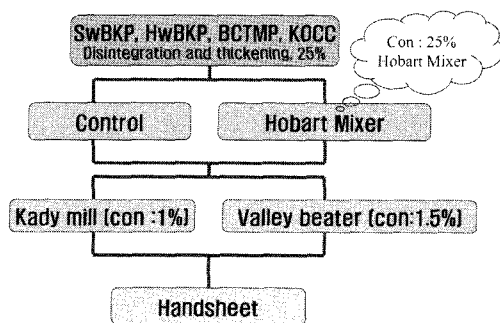 SwBKP, HwBKP, BCTMP, KOCC
Disintegration and thickening, 25%
Con : 25%
Hobart Mixer
Control
Hobart Mixer
Kady mill (con :1%)
Valley beater (con:1.5%)
Handsheet